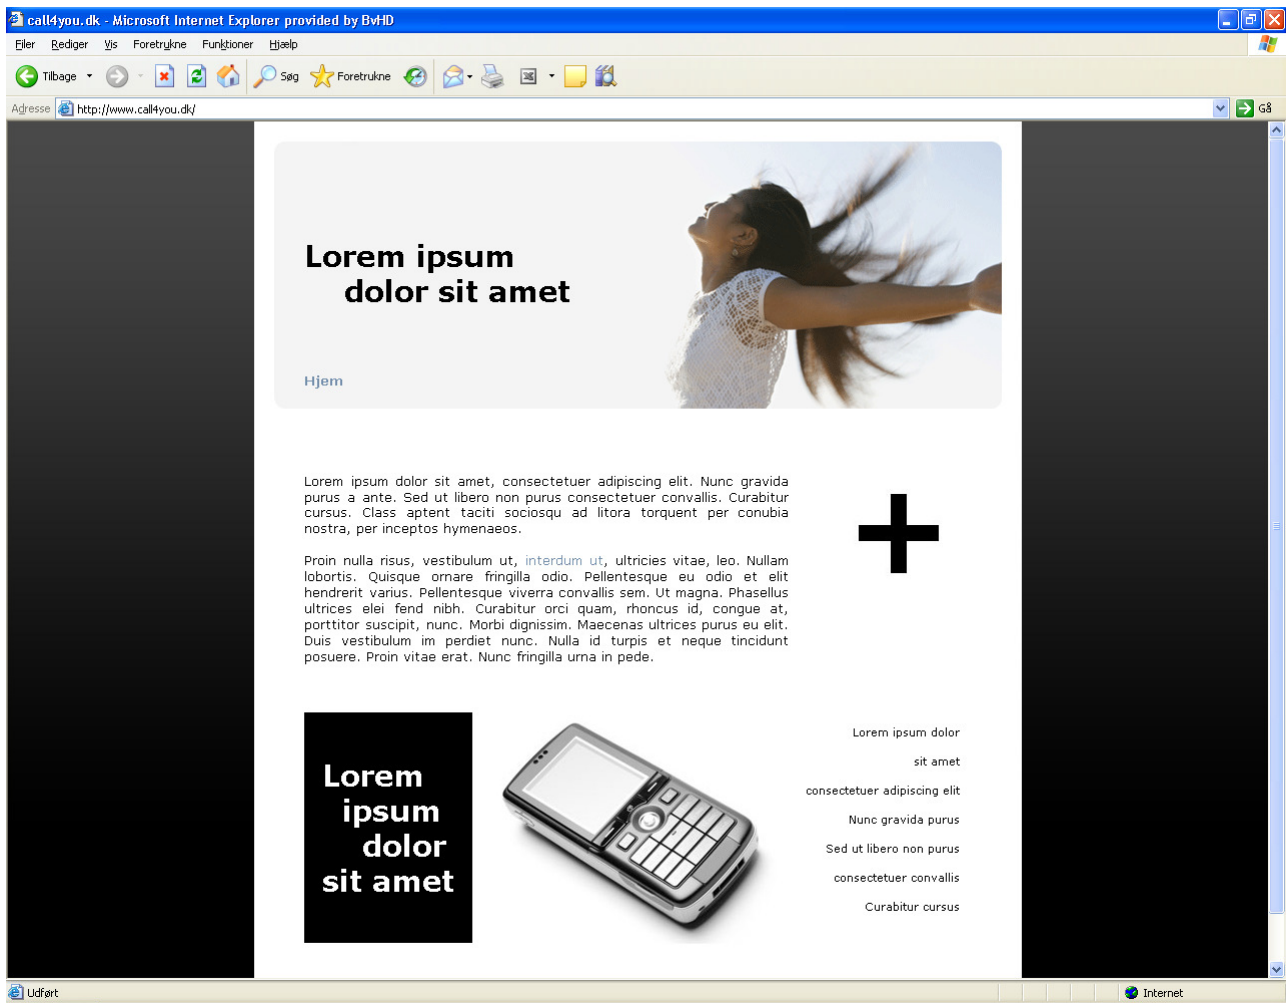 call4you.dk - Microsoft Internet Explorer provided by BvHD
Filer Rediger Vis Foretrukne Funktioner Hjælp
Tilbage Søg Foretrukne
Adresse http://www.call4you.dk/ Gå
Lorem ipsum
dolor sit amet
Hjem
Lorem ipsum dolor sit amet, consectetuer adipiscing elit. Nunc gravida
purus a ante. Sed ut libero non purus consectetuer convallis. Curabitur
cursus. Class aptent taciti sociosqu ad litora torquent per conubia
nostra, per inceptos hymenaeos.
Proin nulla risus, vestibulum ut, interdum ut, ultricies vitae, leo. Nullam
lobortis. Quisque ornare fringilla odio. Pellentesque eu odio et elit
hendrerit varius. Pellentesque viverra convallis sem. Ut magna. Phasellus
ultrices elei fend nibh. Curabitur orci quam, rhoncus id, congue at,
porttitor suscipit, nunc. Morbi dignissim. Maecenas ultrices purus eu elit.
Duis vestibulum im perdiet nunc. Nulla id turpis et neque tincidunt
posuere. Proin vitae erat. Nunc fringilla urna in pede.
Lorem
ipsum
dolor
sit amet
Lorem ipsum dolor
sit amet
consectetuer adipiscing elit
Nunc gravida purus
Sed ut libero non purus
consectetuer convallis
Curabitur cursus
Udført Internet